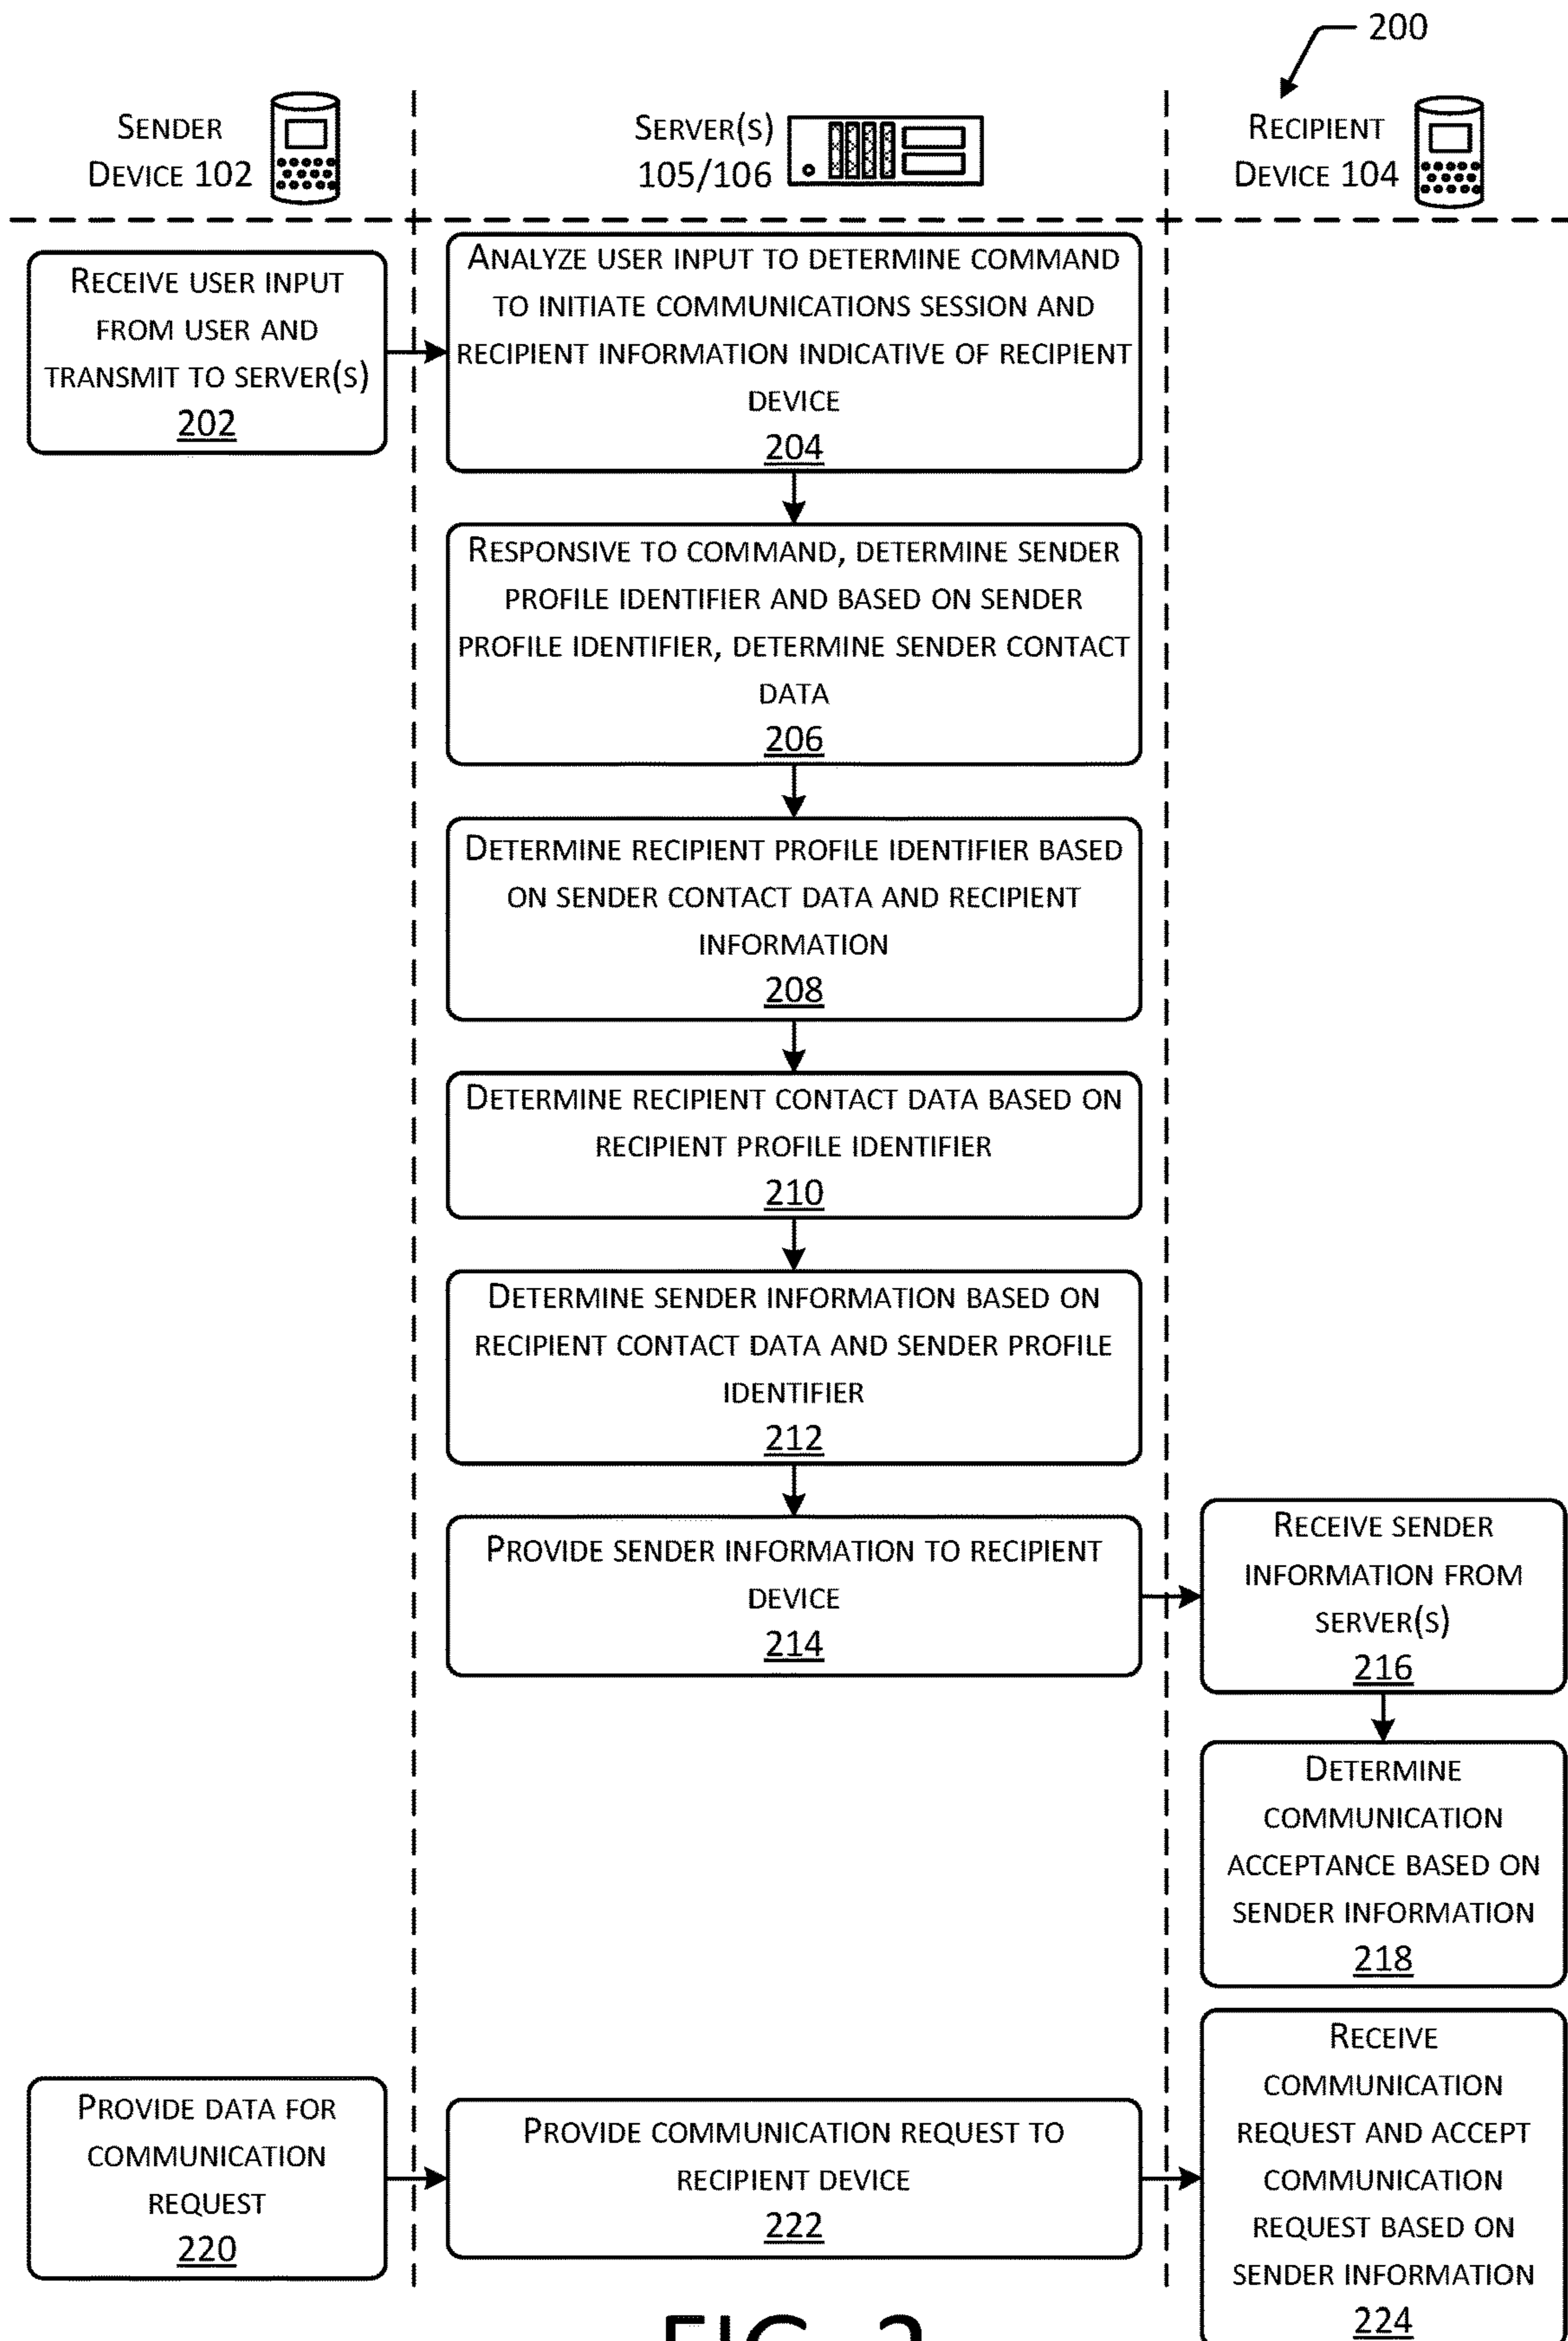 200
SENDER
DEVICE 102
SERVER(S)
105/106
RECIPIENT
DEVICE 104
RECEIVE USER INPUT
FROM USER AND
TRANSMIT TO SERVER(S)
202
ANALYZE USER INPUT TO DETERMINE COMMAND
TO INITIATE COMMUNICATIONS SESSION AND
RECIPIENT INFORMATION INDICATIVE OF RECIPIENT
DEVICE
204
RESPONSIVE TO COMMAND, DETERMINE SENDER
PROFILE IDENTIFIER AND BASED ON SENDER
PROFILE IDENTIFIER, DETERMINE SENDER CONTACT
DATA
206
DETERMINE RECIPIENT PROFILE IDENTIFIER BASED
ON SENDER CONTACT DATA AND RECIPIENT
INFORMATION
208
DETERMINE RECIPIENT CONTACT DATA BASED ON
RECIPIENT PROFILE IDENTIFIER
210
DETERMINE SENDER INFORMATION BASED ON
RECIPIENT CONTACT DATA AND SENDER PROFILE
IDENTIFIER
212
PROVIDE SENDER INFORMATION TO RECIPIENT
DEVICE
214
RECEIVE SENDER
INFORMATION FROM
SERVER(S)
216
DETERMINE
COMMUNICATION
ACCEPTANCE BASED ON
SENDER INFORMATION
218
PROVIDE DATA FOR
COMMUNICATION
REQUEST
220
PROVIDE COMMUNICATION REQUEST TO
RECIPIENT DEVICE
222
RECEIVE
COMMUNICATION
REQUEST AND ACCEPT
COMMUNICATION
REQUEST BASED ON
SENDER INFORMATION
224